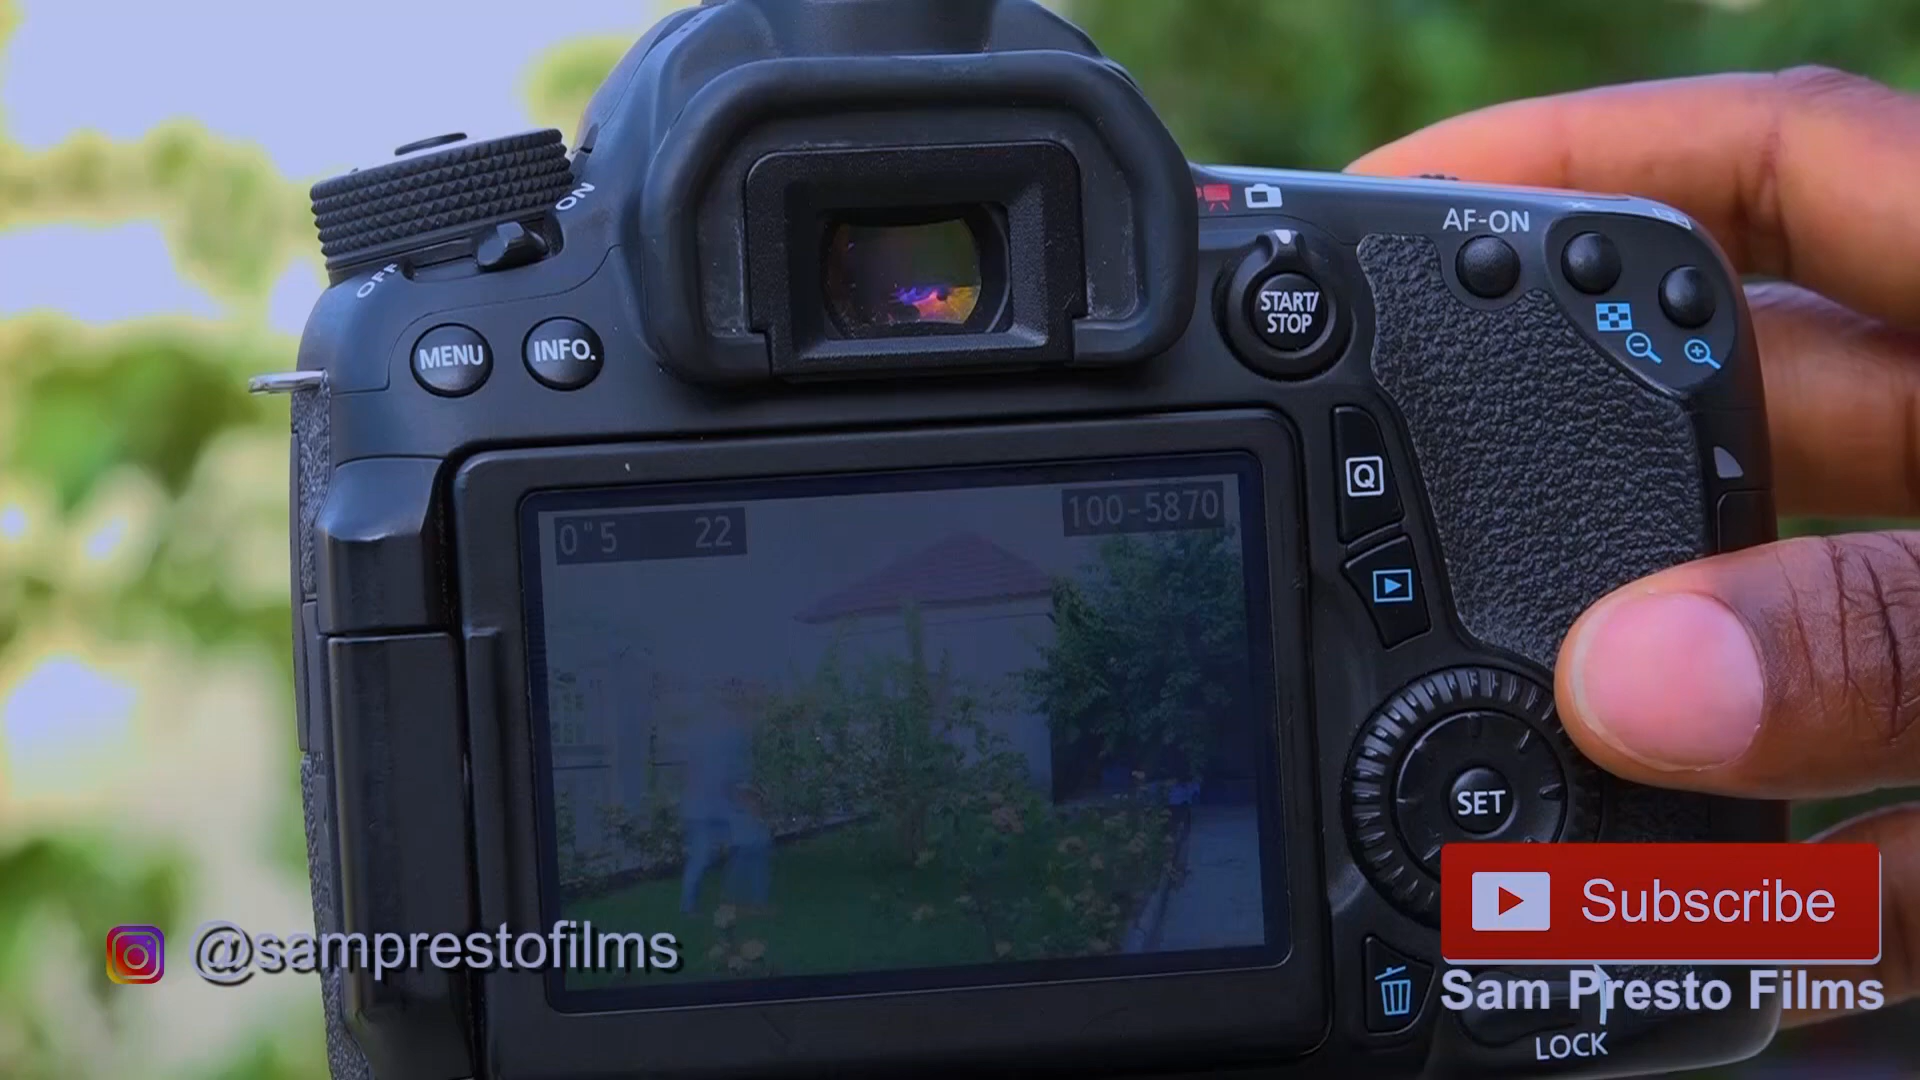 ON
OFF
MENU
INFO.
START/
STOP
AF-ON
Q
0"5 22
100-5870
SET
Subscribe
@samprestofilms
Sam Presto Films
LOCK